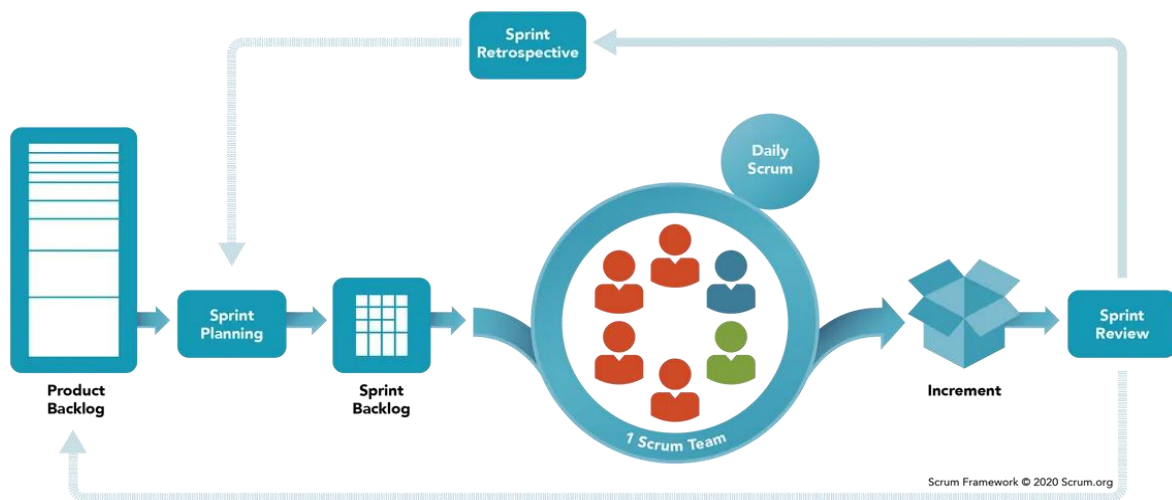 Sprint
Retrospective
Daily
Scrum
Sprint
Planning
Sprint
Review
Product
Backlog
Sprint
Backlog
1 Scrum Team
Increment
Scrum Framework © 2020 Scrum.org